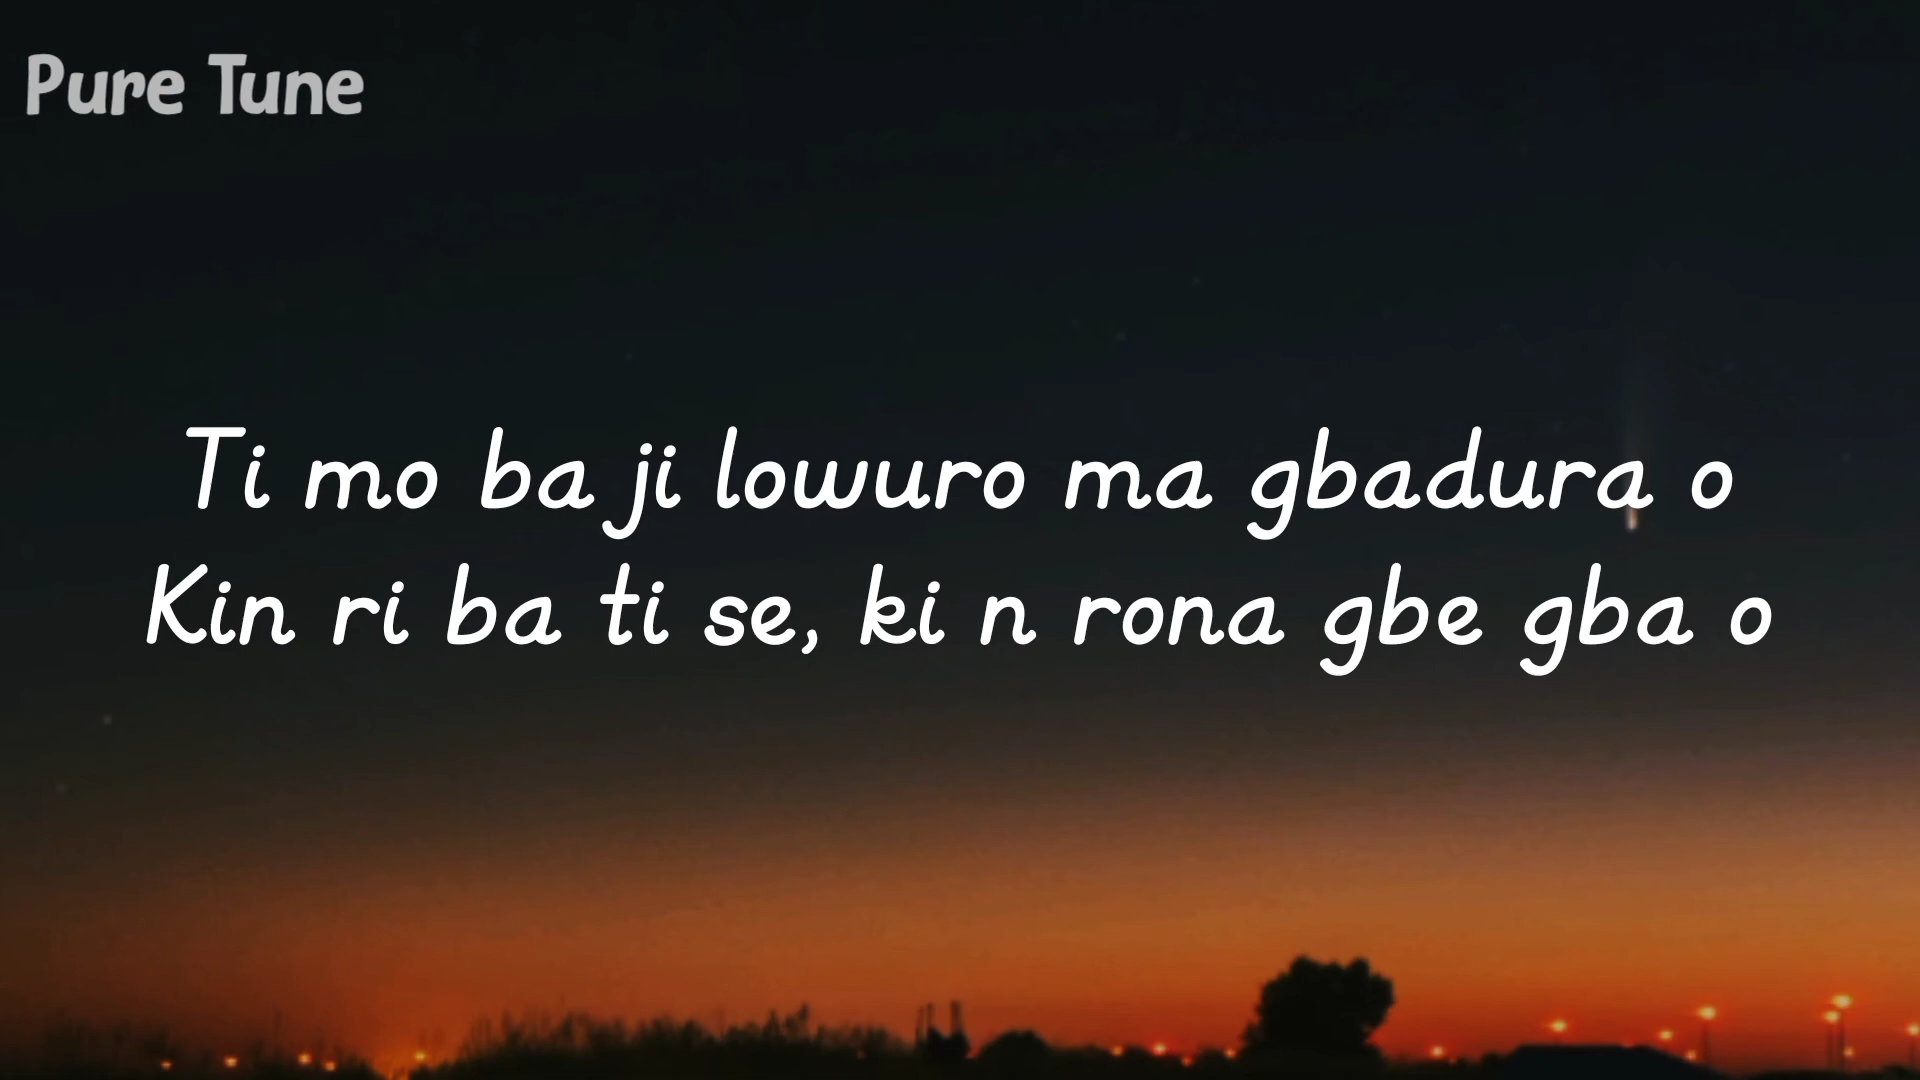 Pure Tune
Ti mo ba ji lowuro ma gbadura o
Kin ri ba ti se, ki n rona gbe gba o